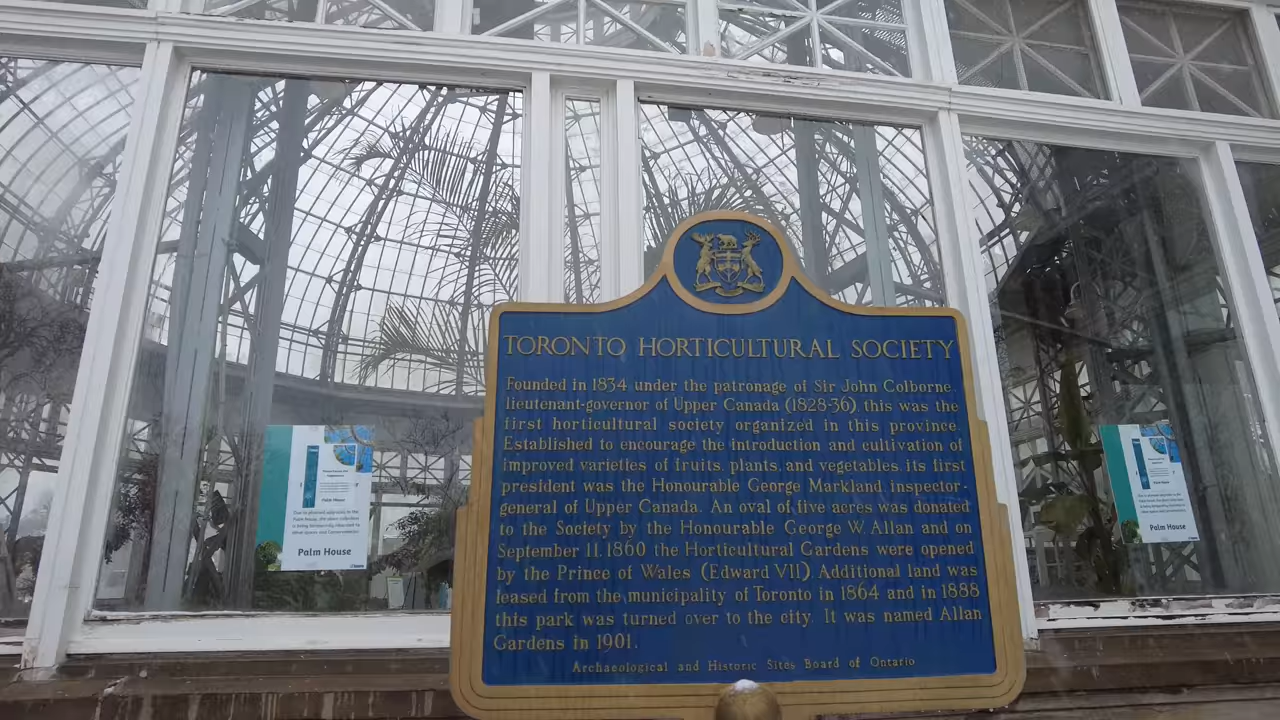 TORONTO HORTICULTURAL SOCIETY
Founded in 1834 under the patronage of Sir John Colborne,
lieutenant-governor of Upper Canada (1828-36), this was the
first horticultural society organized in this province.
Established to encourage the introduction and cultivation of
improved varieties of fruits, plants, and vegetables, its first
president was the Honourable George Markland, inspector-
general of Upper Canada. An oval of five acres was donated
to the Society by the Honourable George W. Allan and on
September 11, 1860 the Horticultural Gardens were opened
by the Prince of Wales (Edward VII). Additional land was
leased from the municipality of Toronto in 1864 and in 1888
this park was turned over to the city. It was named Allan
Gardens in 1901.
Archaeological and Historic Sites Board of Ontario
Palm House
Palm House
Palm House
Palm House